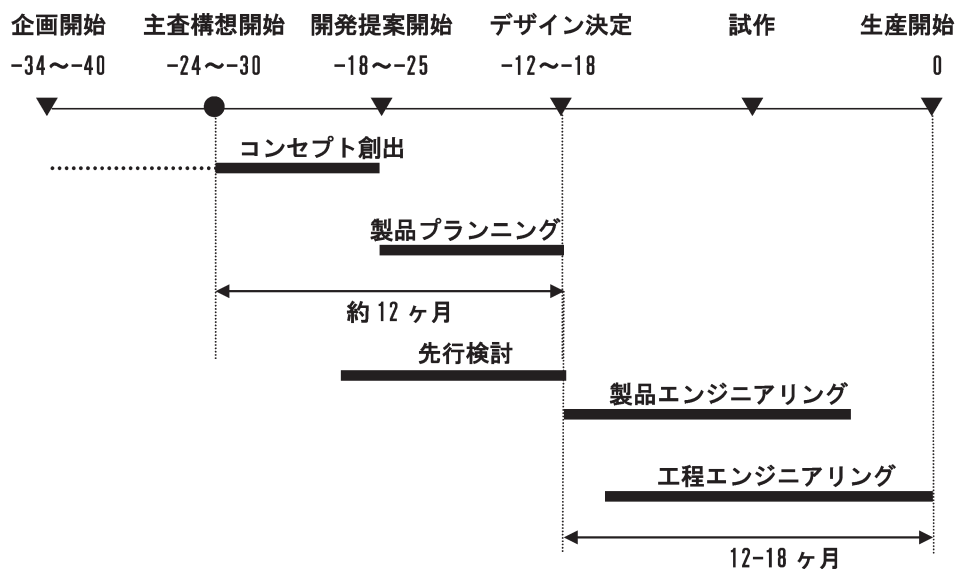 企画開始 主査構想開始 開発提案開始 デザイン決定 試作 生産開始
-34～-40 -24～-30 -18～-25 -12～-18 0
コンセプト創出
製品プランニング
約12ヶ月
先行検討
製品エンジニアリング
工程エンジニアリング
12-18ヶ月